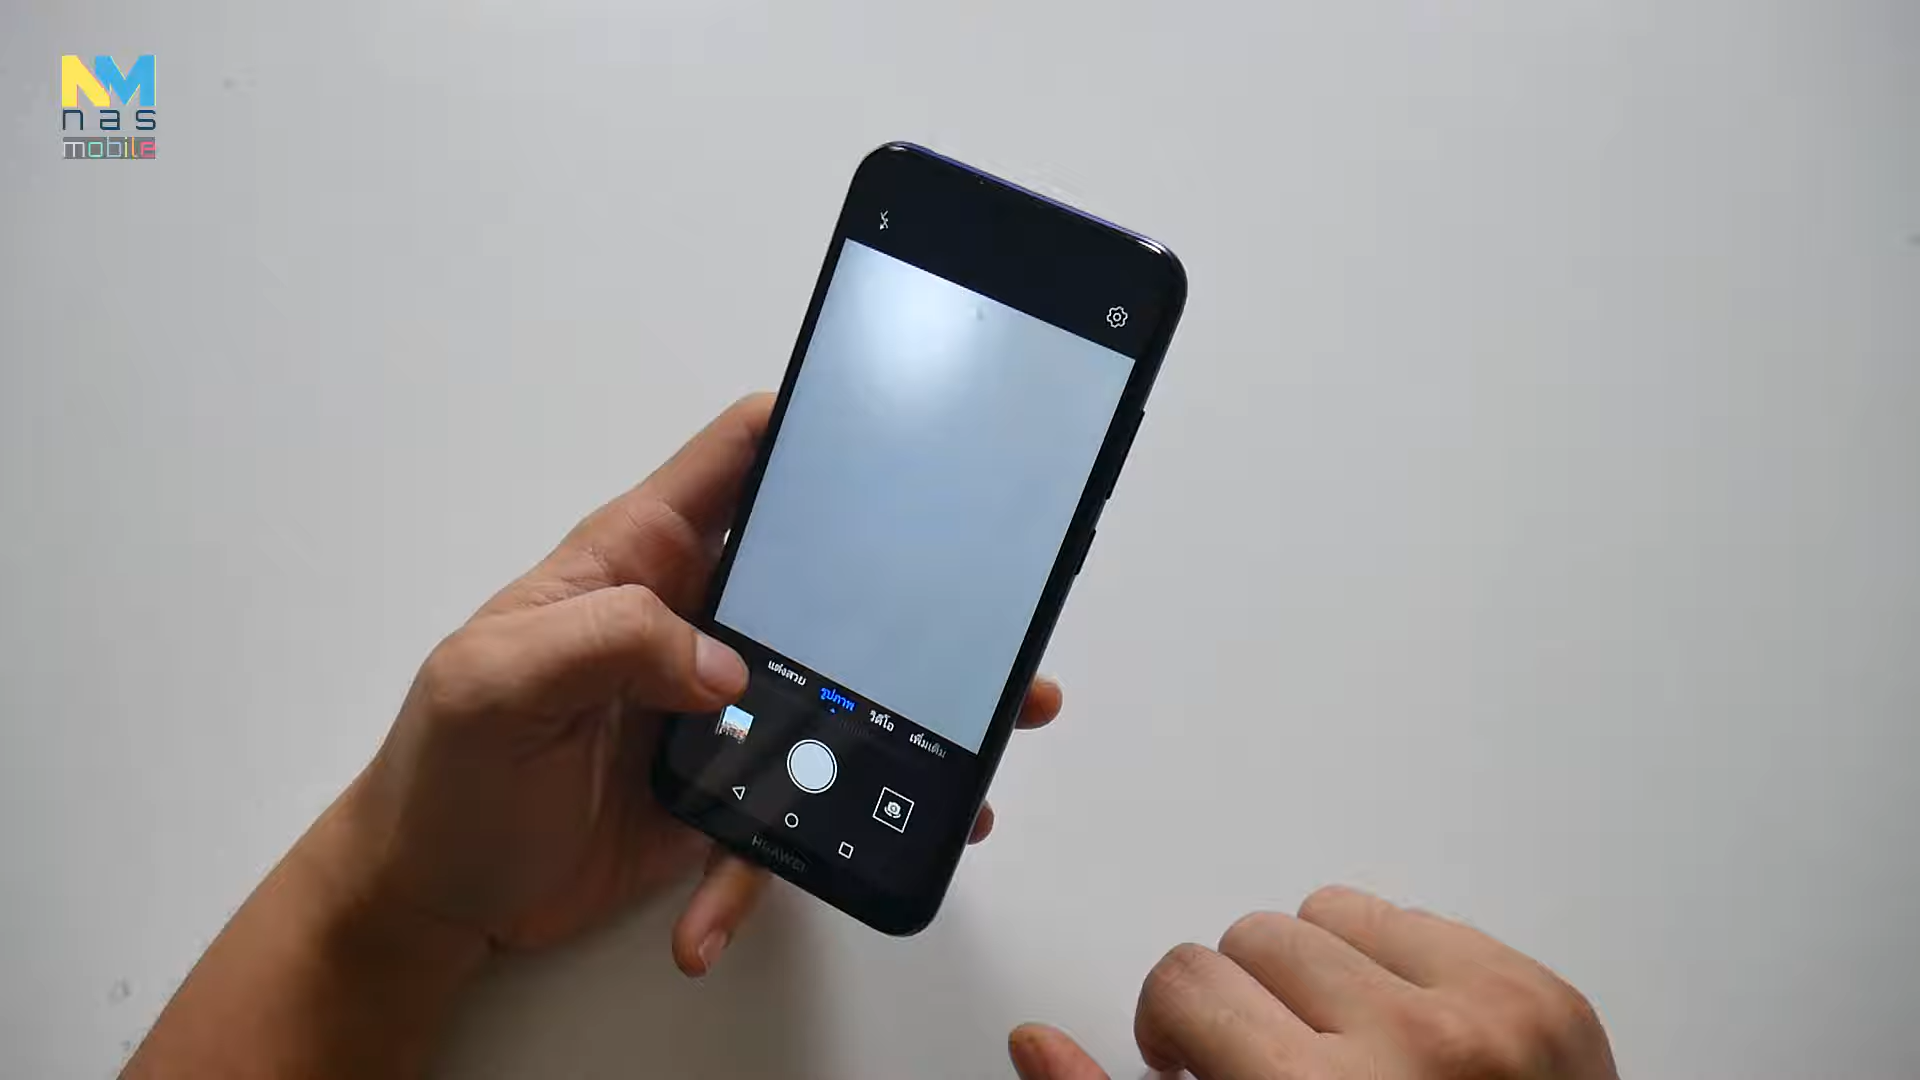 NM
nas
mobile
แต่งสวย
รูปภาพ
วิดีโอ
เพิ่มเติม
HUAWEI